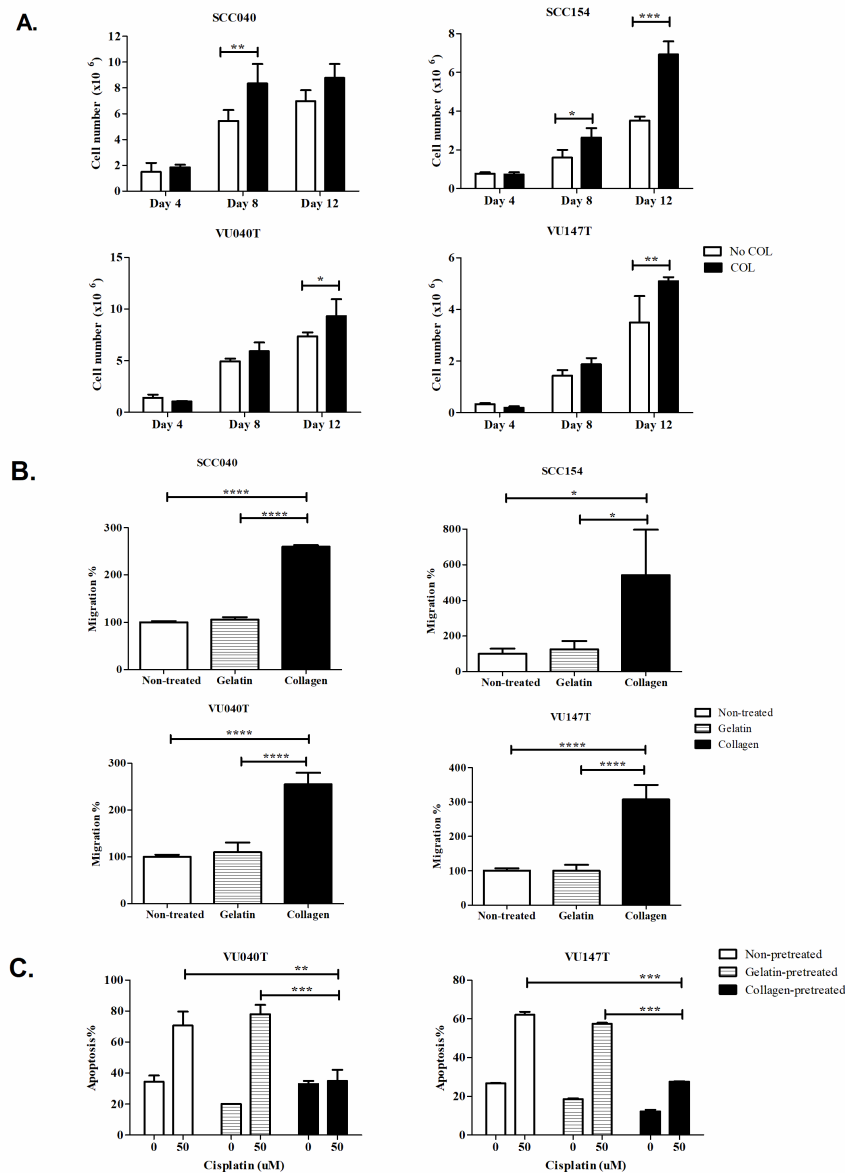 A.
SCC040
Cell number (x10 6)
12
10
8
6
4
2
0
**
Day 4
Day 8
Day 12
SCC154
Cell number (x10 6)
8
6
4
2
0
*
***
Day 4
Day 8
Day 12
VU040T
Cell number (x10 6)
15
10
5
0
*
Day 4
Day 8
Day 12
VU147T
Cell number (x10 6)
6
4
2
0
**
Day 4
Day 8
Day 12
No COL
COL
B.
SCC040
****
****
Migration %
300
200
100
0
Non-treated
Gelatin
Collagen
SCC154
*
*
Migration %
800
600
400
200
0
Non-treated
Gelatin
Collagen
VU040T
****
****
Migration %
300
200
100
0
Non-treated
Gelatin
Collagen
VU147T
****
****
Migration %
400
300
200
100
0
Non-treated
Gelatin
Collagen
Non-treated
Gelatin
Collagen
C.
VU040T
**
***
Apoptosis%
100
80
60
40
20
0
0
50
0
50
0
50
Cisplatin (uM)
VU147T
***
***
Apoptosis%
80
60
40
20
0
0
50
0
50
0
50
Cisplatin (uM)
Non-pretreated
Gelatin-pretreated
Collagen-pretreated